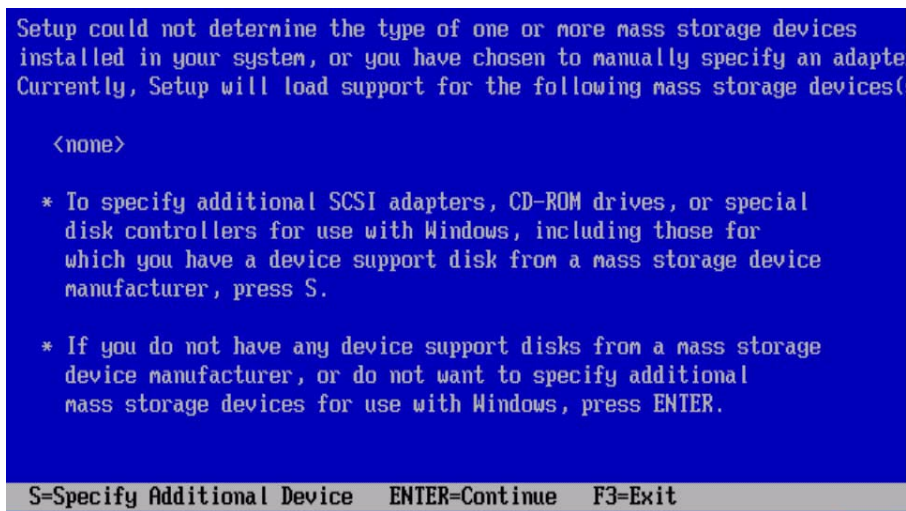 Setup could not determine the type of one or more mass storage devices
installed in your system, or you have chosen to manually specify an adapte
Currently, Setup will load support for the following mass storage devices(
<none>
* To specify additional SCSI adapters, CD-ROM drives, or special
disk controllers for use with Windows, including those for
which you have a device support disk from a mass storage device
manufacturer, press S.
* If you do not have any device support disks from a mass storage
device manufacturer, or do not want to specify additional
mass storage devices for use with Windows, press ENTER.
S=Specify Additional Device   ENTER=Continue   F3=Exit